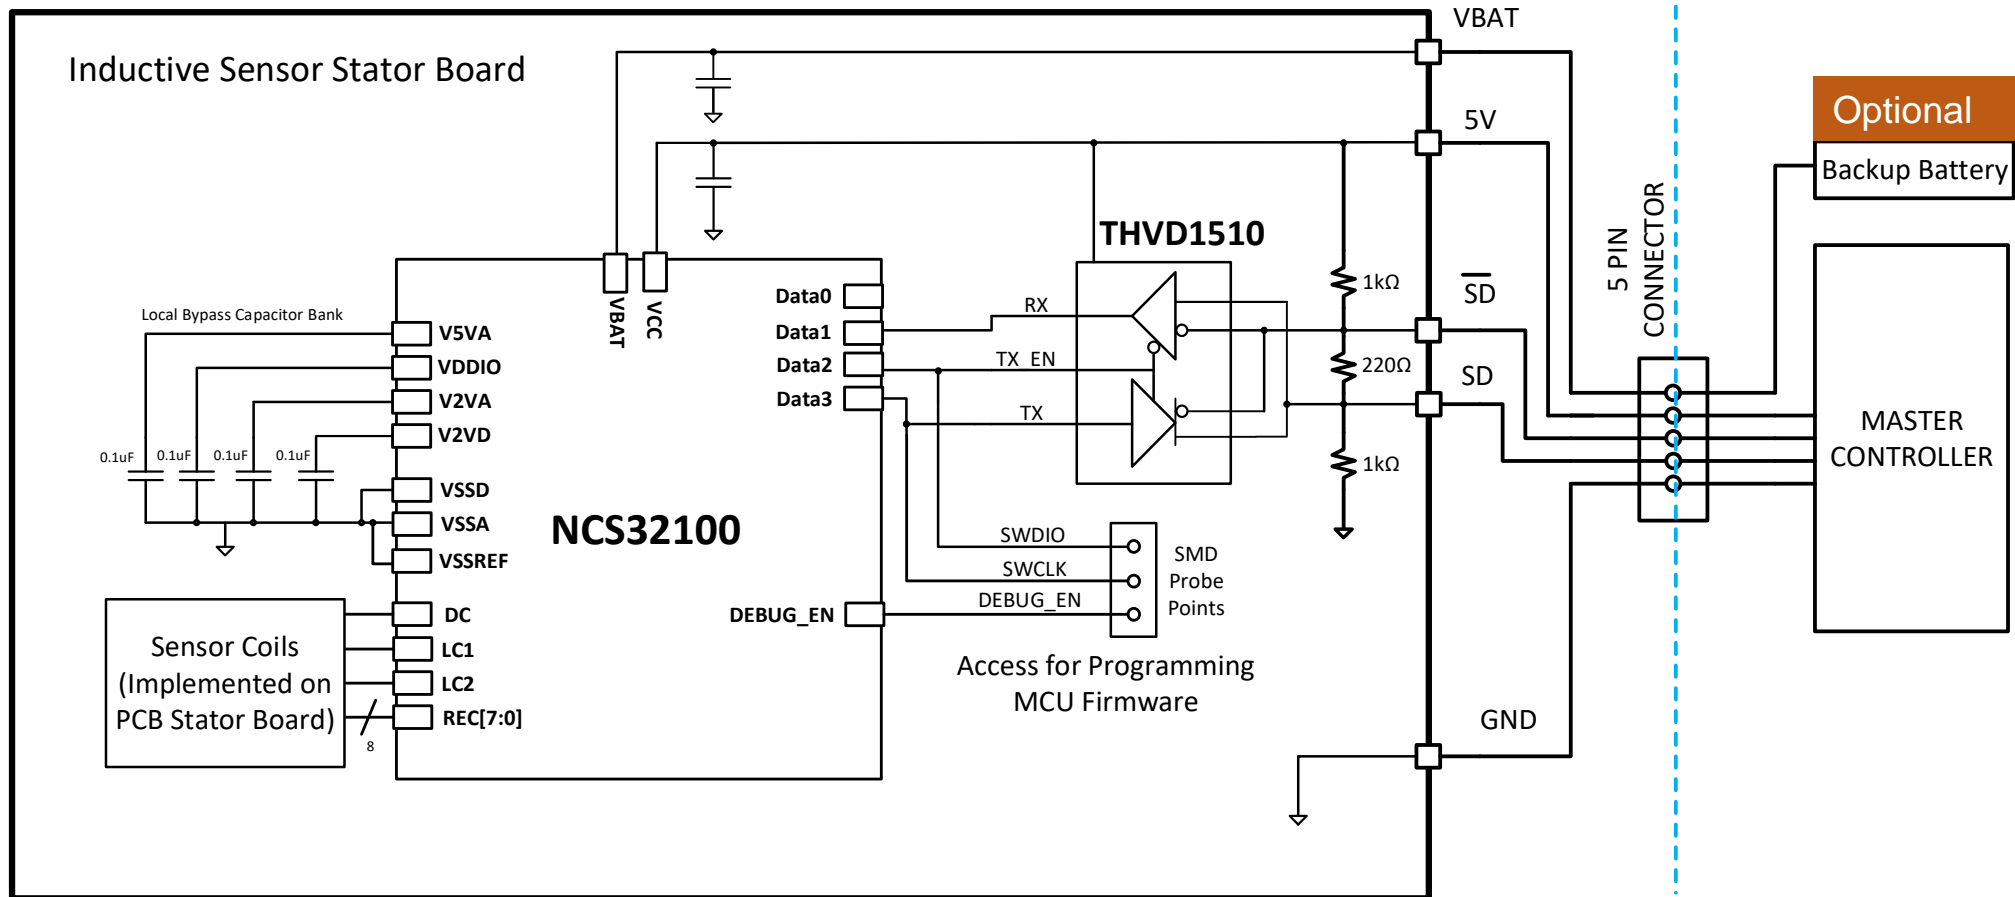 Inductive Sensor Stator Board
VBAT
5V
Optional
Backup Battery
5 PIN
CONNECTOR
THVD1510
Local Bypass Capacitor Bank
VBAT
VCC
V5VA
VDDIO
V2VA
V2VD
0.1uF
0.1uF
0.1uF
0.1uF
VSSD
VSSA
VSSREF
NCS32100
Data0
Data1
Data2
Data3
RX
TX_EN
TX
1kΩ
220Ω
1kΩ
SD
SD
MASTER
CONTROLLER
SWDIO
SWCLK
DEBUG_EN
SMD
Probe
Points
DEBUG_EN
Access for Programming
MCU Firmware
Sensor Coils
(Implemented on
PCB Stator Board)
DC
LC1
LC2
REC[7:0]
8
GND